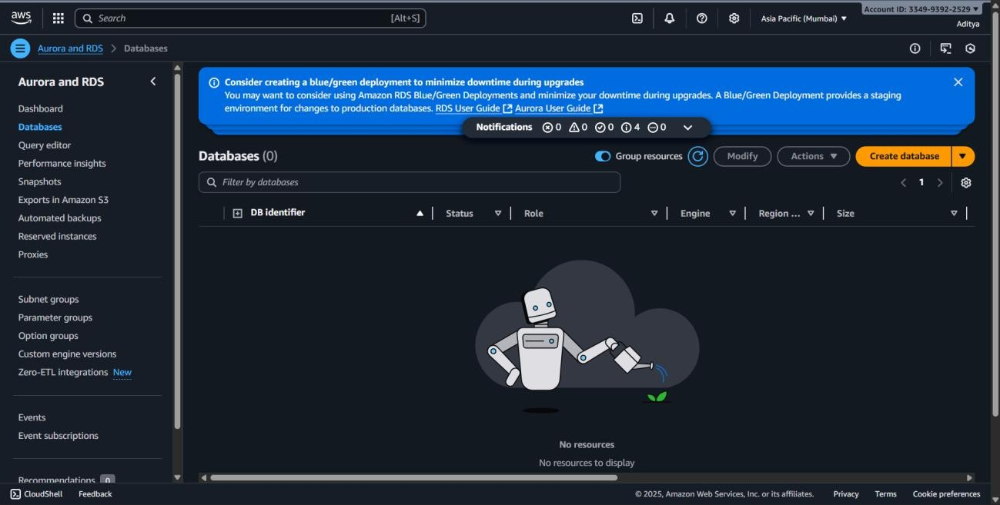 aws
Search [Alt+S]
Asia Pacific (Mumbai)
Account ID: 3349-9392-2529
Aditya
Aurora and RDS > Databases
Aurora and RDS
Dashboard
Databases
Query editor
Performance insights
Snapshots
Exports in Amazon S3
Automated backups
Reserved instances
Proxies
Subnet groups
Parameter groups
Option groups
Custom engine versions
Zero-ETL integrations New
Events
Event subscriptions
Recommendations 0
Consider creating a blue/green deployment to minimize downtime during upgrades
You may want to consider using Amazon RDS Blue/Green Deployments and minimize your downtime during upgrades. A Blue/Green Deployment provides a staging
environment for changes to production databases. RDS User Guide Aurora User Guide
Notifications 0 0 0 4 0
Databases (0)
Group resources Modify Actions Create database
Filter by databases
1
DB identifier Status Role Engine Region ... Size
No resources
No resources to display
CloudShell Feedback
© 2025, Amazon Web Services, Inc. or its affiliates. Privacy Terms Cookie preferences